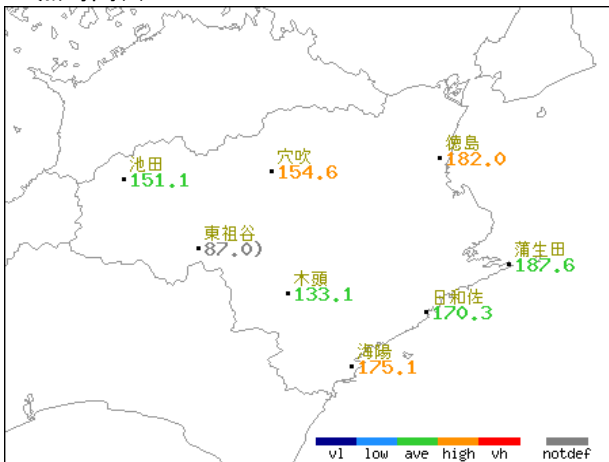 徳島
182.0
穴吹
154.6
池田
151.1
東祖谷
87.0)
蒲生田
187.6
木頭
133.1
日和佐
170.3
海陽
175.1
vl low ave high vh notdef